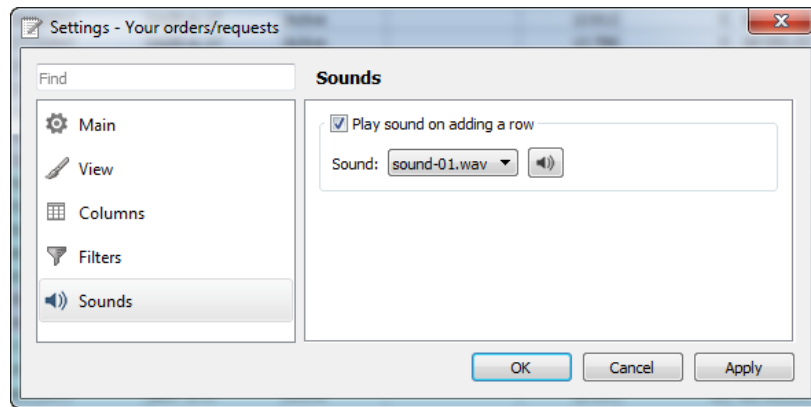 Settings - Your orders/requests
Find
Main
View
Columns
Filters
Sounds
Sounds
Play sound on adding a row
Sound: sound-01.wav
OK Cancel Apply